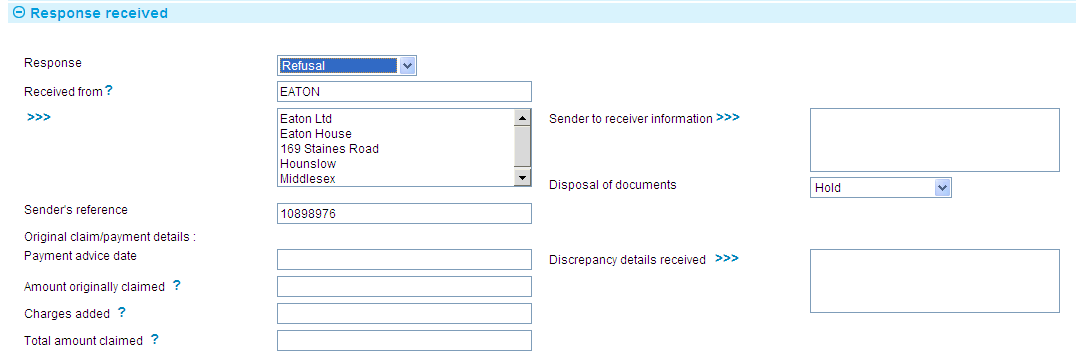 Response received
Response
Refusal
Received from ?
EATON
>>>
Eaton Ltd
Eaton House
169 Staines Road
Hounslow
Middlesex
Sender to receiver information >>>
Disposal of documents
Hold
Sender's reference
10898976
Original claim/payment details :
Payment advice date
Discrepancy details received >>>
Amount originally claimed ?
Charges added ?
Total amount claimed ?